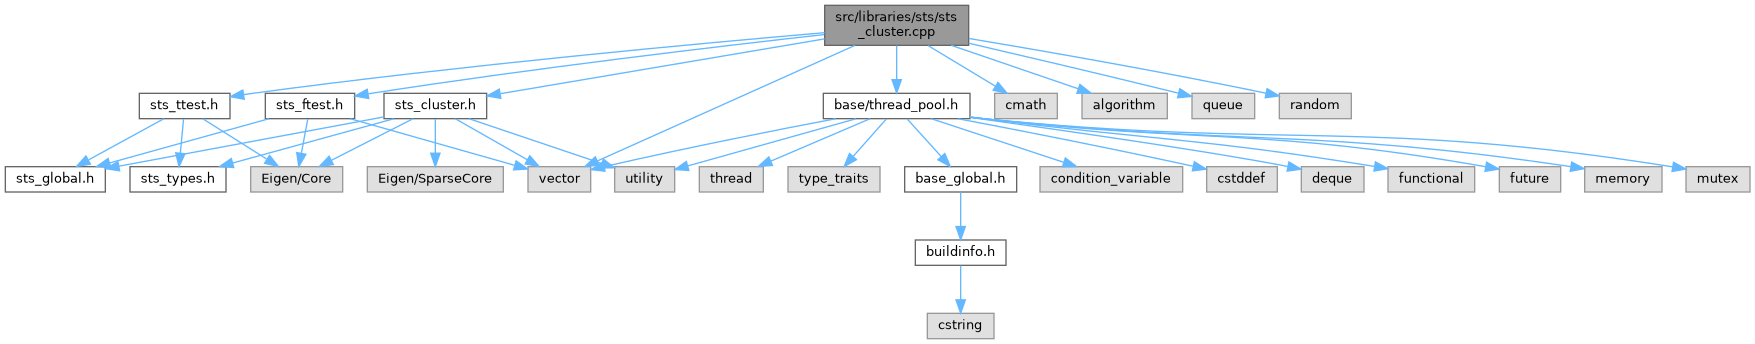 src/libraries/sts/sts
_cluster.cpp
sts_ttest.h
sts_ftest.h
sts_cluster.h
base/thread_pool.h
cmath
algorithm
queue
random
sts_global.h
sts_types.h
Eigen/Core
Eigen/SparseCore
vector
utility
thread
type_traits
base_global.h
condition_variable
cstddef
deque
functional
future
memory
mutex
buildinfo.h
cstring